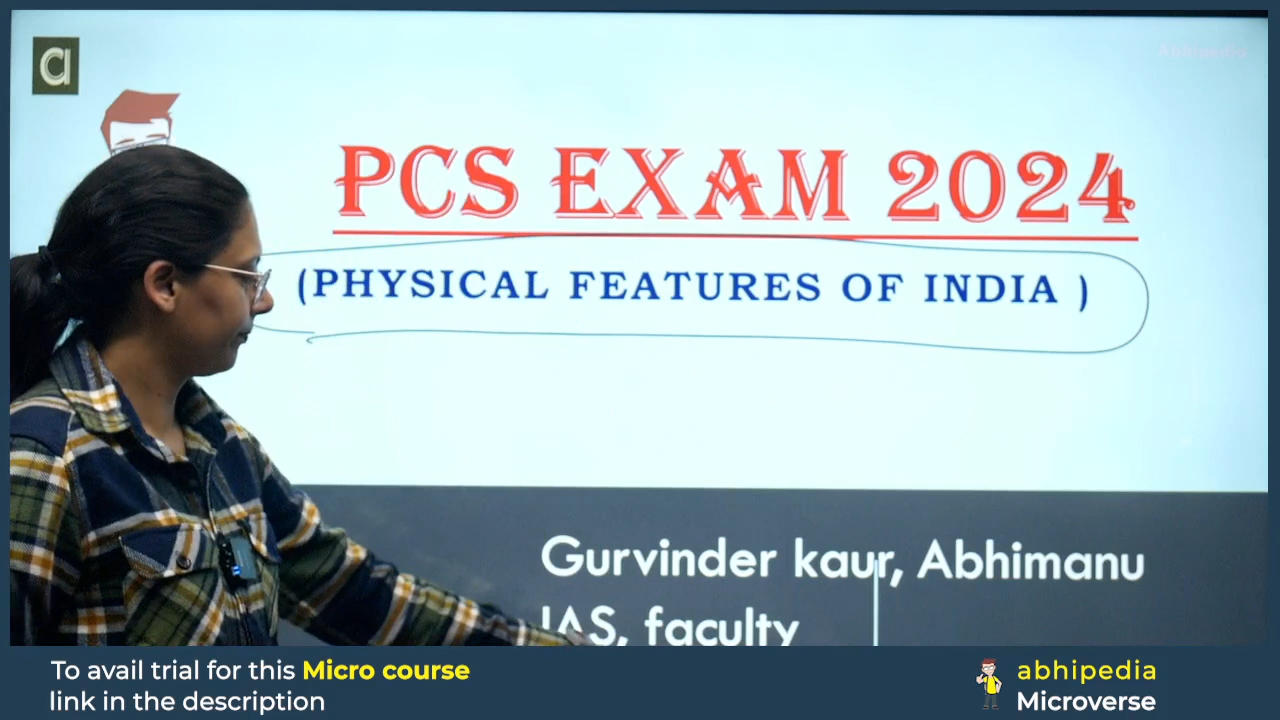 Abhipedia
PCS EXAM 2024
(PHYSICAL FEATURES OF INDIA )
Gurvinder kaur, Abhimanu
IAS, faculty
To avail trial for this Micro course
link in the description
abhipedia
Microverse